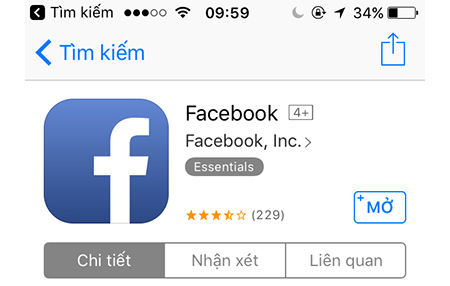 Tìm kiếm 09:59 34%
Tìm kiếm
Facebook 4+
Facebook, Inc.
Essentials
(229)
+MỞ
Chi tiết Nhận xét Liên quan